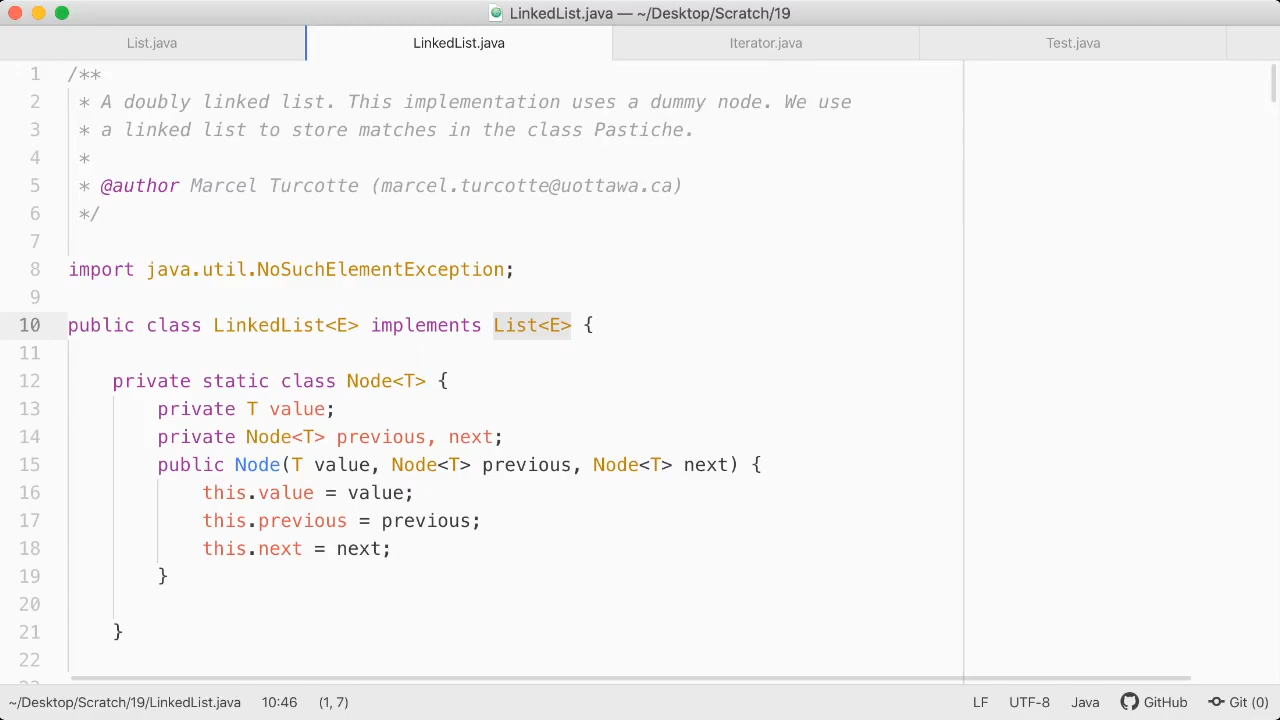 LinkedList.java — ~/Desktop/Scratch/19
List.java LinkedList.java Iterator.java Test.java
1 /**
2  * A doubly linked list. This implementation uses a dummy node. We use
3  * a linked list to store matches in the class Pastiche.
4  *
5  * @author Marcel Turcotte (marcel.turcotte@uottawa.ca)
6  */
7
8 import java.util.NoSuchElementException;
9
10 public class LinkedList<E> implements List<E> {
11
12     private static class Node<T> {
13         private T value;
14         private Node<T> previous, next;
15         public Node(T value, Node<T> previous, Node<T> next) {
16             this.value = value;
17             this.previous = previous;
18             this.next = next;
19         }
20
21     }
22
~/Desktop/Scratch/19/LinkedList.java 10:46 (1, 7) LF UTF-8 Java GitHub Git (0)